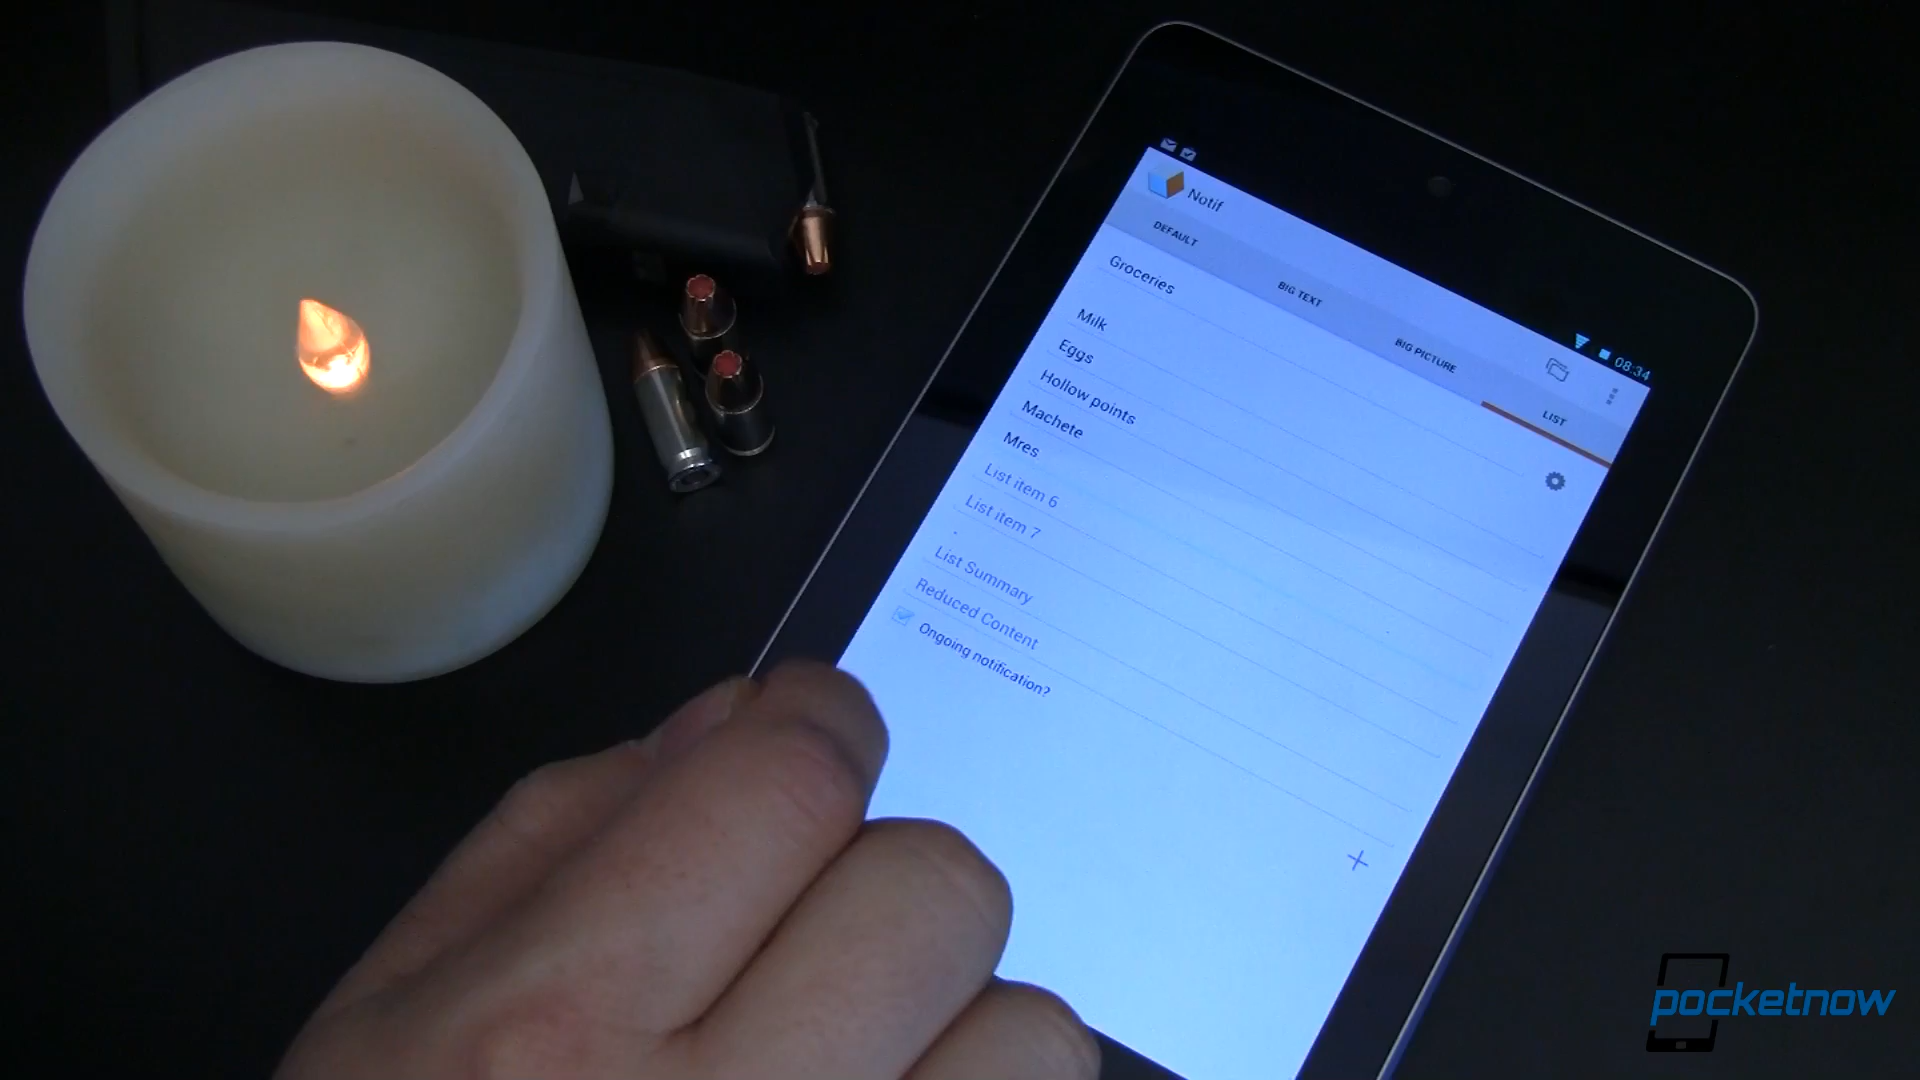 Notif
08:34
DEFAULT
BIG TEXT
BIG PICTURE
LIST
Groceries
Milk
Eggs
Hollow points
Machete
Mres
List item 6
List item 7
List Summary
Reduced Content
Ongoing notification?
pocketnow